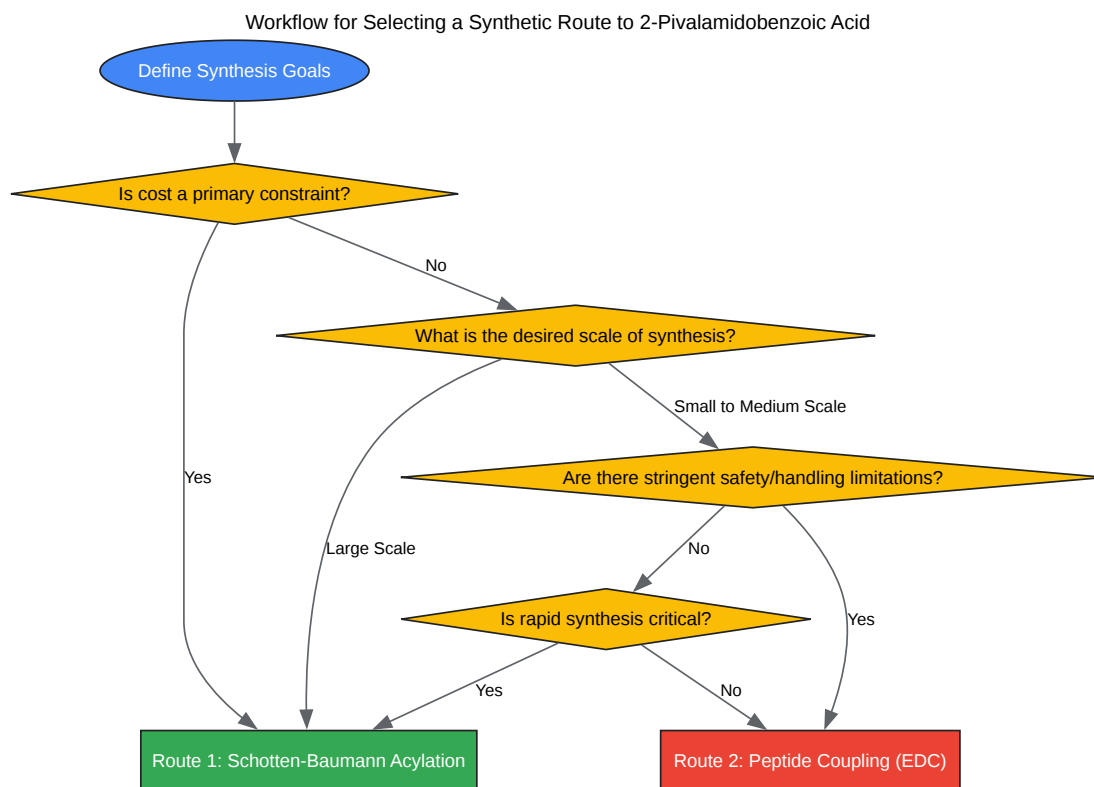 Workflow for Selecting a Synthetic Route to 2-Pivalamidobenzoic Acid
Define Synthesis Goals
Is cost a primary constraint?
No
What is the desired scale of synthesis?
Small to Medium Scale
Yes
Are there stringent safety/handling limitations?
Large Scale
No
Is rapid synthesis critical?
Yes
Yes
No
Route 1: Schotten-Baumann Acylation
Route 2: Peptide Coupling (EDC)